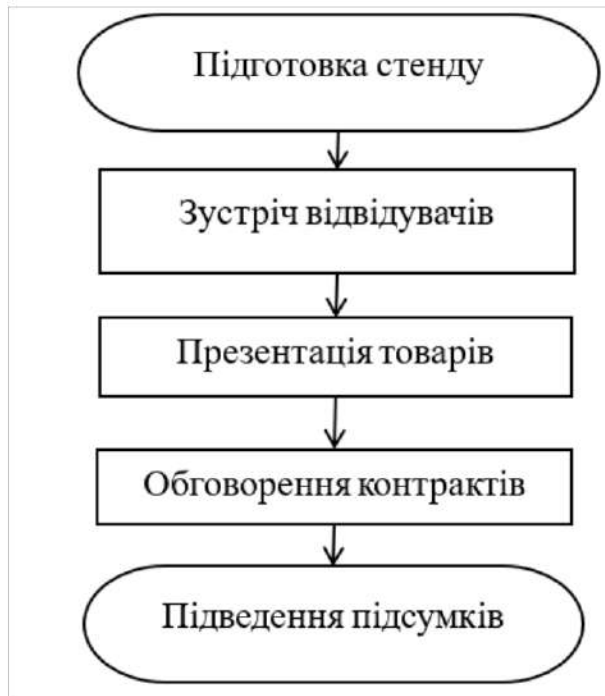 Підготовка стенду
Зустріч відвідувачів
Презентація товарів
Обговорення контрактів
Підведення підсумків